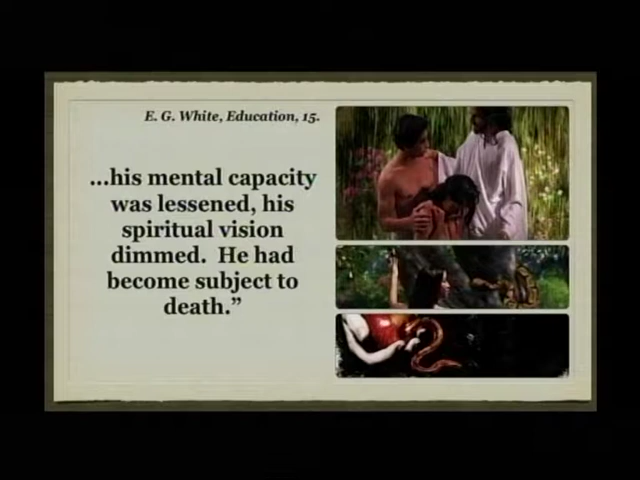 E. G. White, Education, 15.
...his mental capacity
was lessened, his
spiritual vision
dimmed.  He had
become subject to
death.”